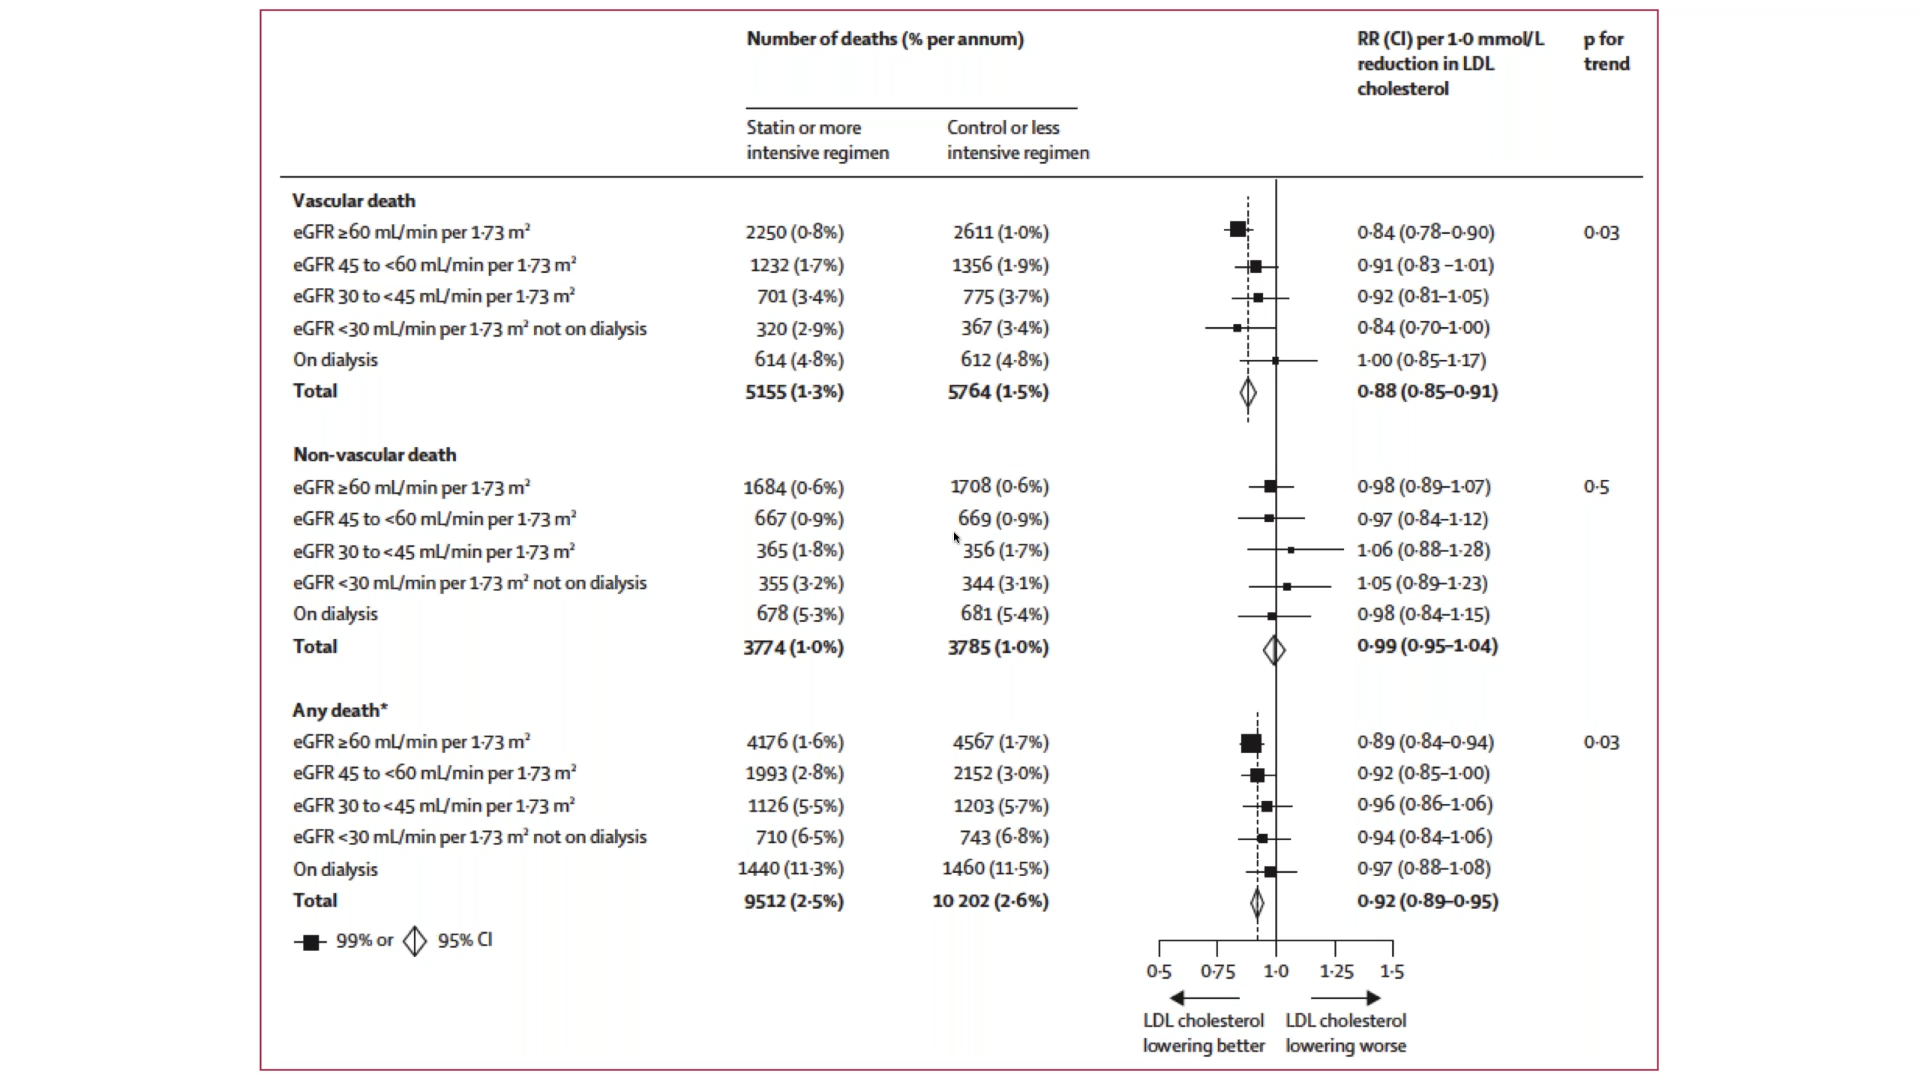 Number of deaths (% per annum) RR (CI) per 1·0 mmol/L p for
reduction in LDL trend
cholesterol
Statin or more Control or less
intensive regimen intensive regimen
Vascular death
eGFR ≥60 mL/min per 1·73 m² 2250 (0·8%) 2611 (1·0%) 0·84 (0·78–0·90) 0·03
eGFR 45 to <60 mL/min per 1·73 m² 1232 (1·7%) 1356 (1·9%) 0·91 (0·83 –1·01)
eGFR 30 to <45 mL/min per 1·73 m² 701 (3·4%) 775 (3·7%) 0·92 (0·81–1·05)
eGFR <30 mL/min per 1·73 m² not on dialysis 320 (2·9%) 367 (3·4%) 0·84 (0·70–1·00)
On dialysis 614 (4·8%) 612 (4·8%) 1·00 (0·85–1·17)
Total 5155 (1·3%) 5764 (1·5%) 0·88 (0·85–0·91)
Non-vascular death
eGFR ≥60 mL/min per 1·73 m² 1684 (0·6%) 1708 (0·6%) 0·98 (0·89–1·07) 0·5
eGFR 45 to <60 mL/min per 1·73 m² 667 (0·9%) 669 (0·9%) 0·97 (0·84–1·12)
eGFR 30 to <45 mL/min per 1·73 m² 365 (1·8%) 356 (1·7%) 1·06 (0·88–1·28)
eGFR <30 mL/min per 1·73 m² not on dialysis 355 (3·2%) 344 (3·1%) 1·05 (0·89–1·23)
On dialysis 678 (5·3%) 681 (5·4%) 0·98 (0·84–1·15)
Total 3774 (1·0%) 3785 (1·0%) 0·99 (0·95–1·04)
Any death*
eGFR ≥60 mL/min per 1·73 m² 4176 (1·6%) 4567 (1·7%) 0·89 (0·84–0·94) 0·03
eGFR 45 to <60 mL/min per 1·73 m² 1993 (2·8%) 2152 (3·0%) 0·92 (0·85–1·00)
eGFR 30 to <45 mL/min per 1·73 m² 1126 (5·5%) 1203 (5·7%) 0·96 (0·86–1·06)
eGFR <30 mL/min per 1·73 m² not on dialysis 710 (6·5%) 743 (6·8%) 0·94 (0·84–1·06)
On dialysis 1440 (11·3%) 1460 (11·5%) 0·97 (0·88–1·08)
Total 9512 (2·5%) 10 202 (2·6%) 0·92 (0·89–0·95)
99% or 95% CI
0·5 0·75 1·0 1·25 1·5
LDL cholesterol LDL cholesterol
lowering better lowering worse